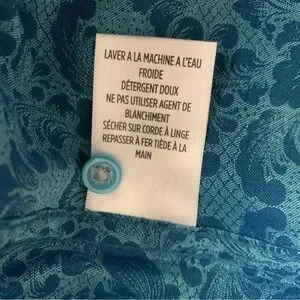 LAVER A LA MACHINE A L'EAU
FROIDE
DÉTERGENT DOUX
NE PAS UTILISER AGENT DE
BLANCHIMENT
SÉCHER SUR CORDE À LINGE
REPASSER À FER TIÈDE À LA
MAIN